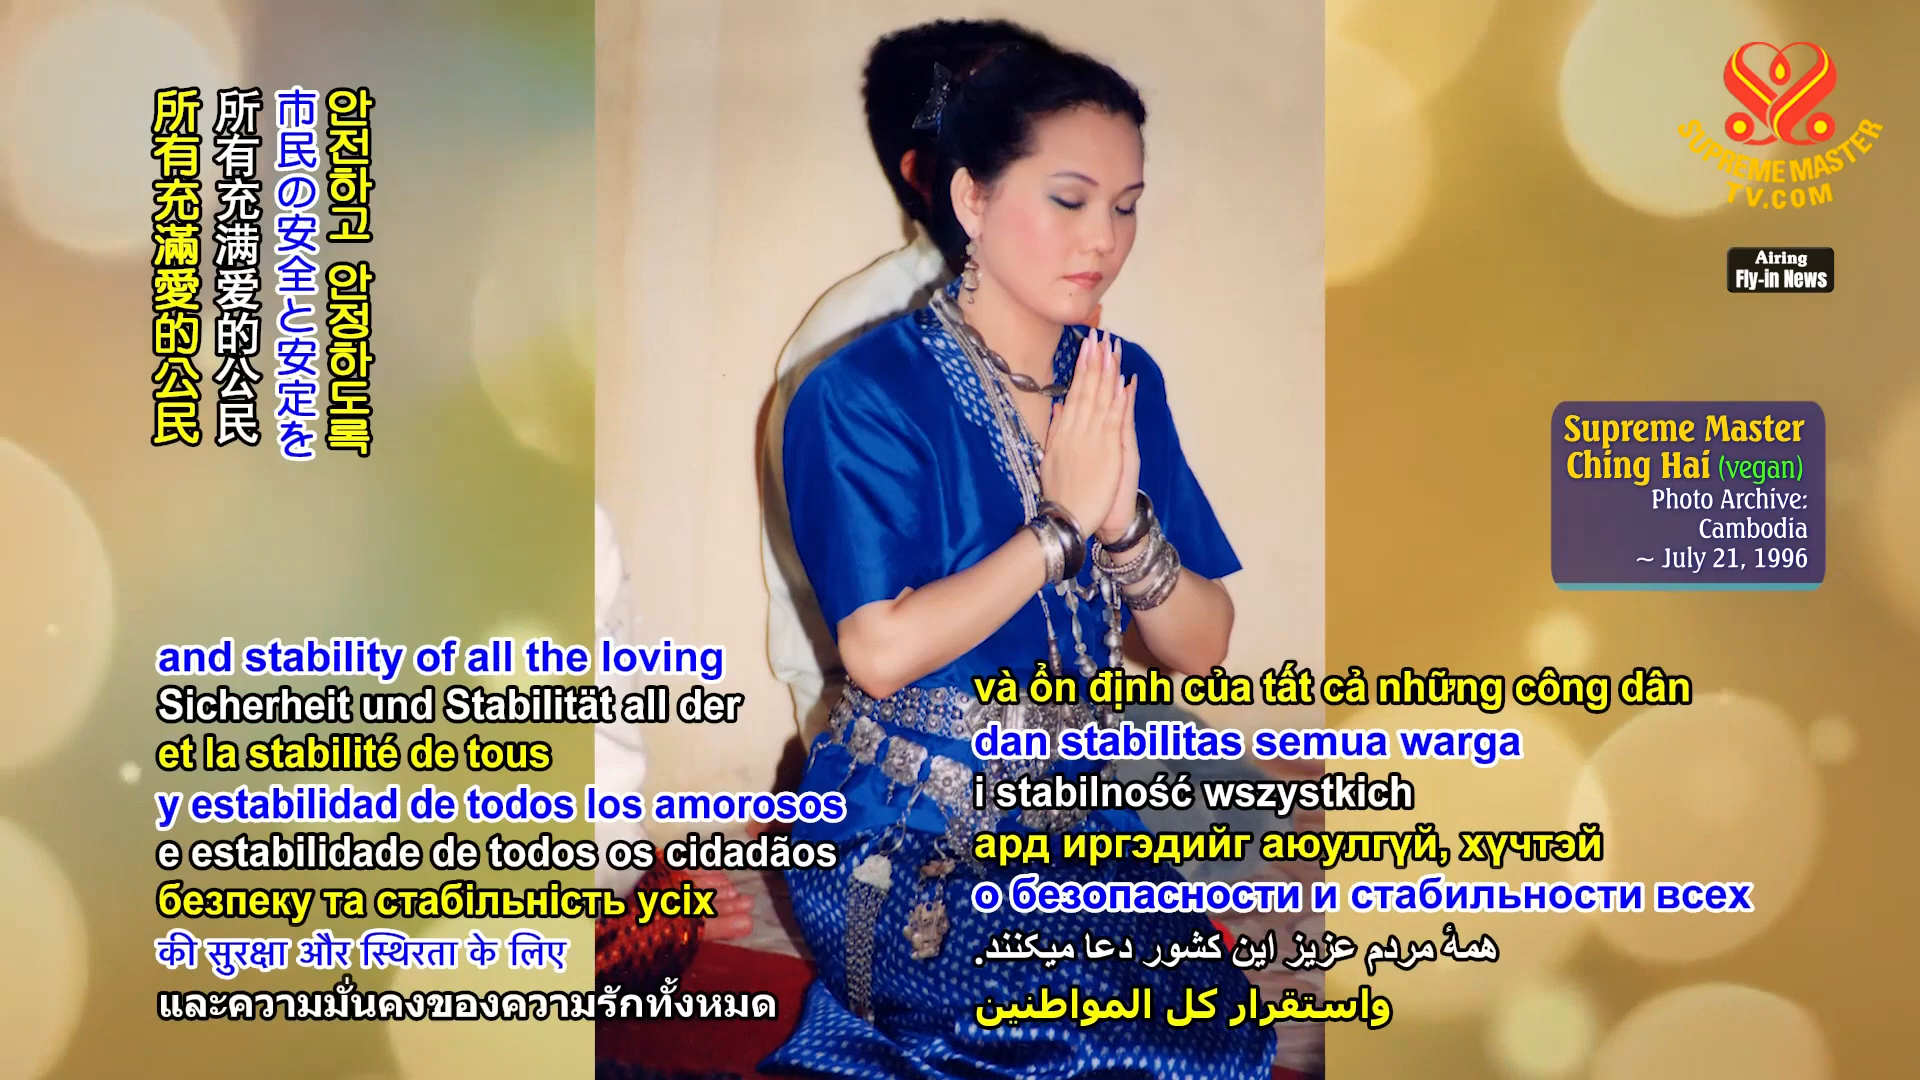 所有充滿愛的公民
所有充满爱的公民
市民の安全と安定を
안전하고 안정하도록
SUPREME MASTER
TV.COM
Airing
Fly-in News
Supreme Master
Ching Hai (vegan)
Photo Archive:
Cambodia
~ July 21, 1996
and stability of all the loving
Sicherheit und Stabilität all der
et la stabilité de tous
y estabilidad de todos los amorosos
e estabilidade de todos os cidadãos
безпеку та стабільність усіх
की सुरक्षा और स्थिरता के लिए
และความมั่นคงของความรักทั้งหมด
và ổn định của tất cả những công dân
dan stabilitas semua warga
i stabilność wszystkich
ард иргэдийг аюулгүй, хүчтэй
о безопасности и стабильности всех
همهٔ مردم عزیز این کشور دعا میکنند.
واستقرار كل المواطنين